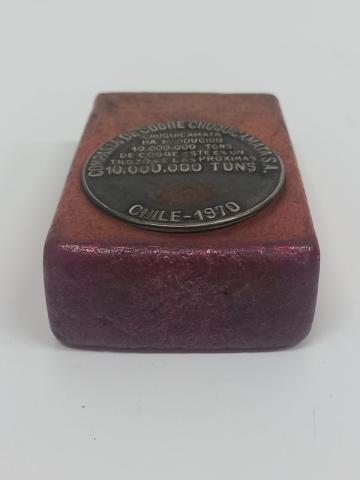 COMPAÑIA DE COBRE CHUQUICAMATA S.A.
CHUQUICAMATA
HA PRODUCIDO
10.000.000 TONS.
DE COBRE ESTE ES UN
TROZO DE LAS PROXIMAS
10.000.000 TONS
CHILE-1970